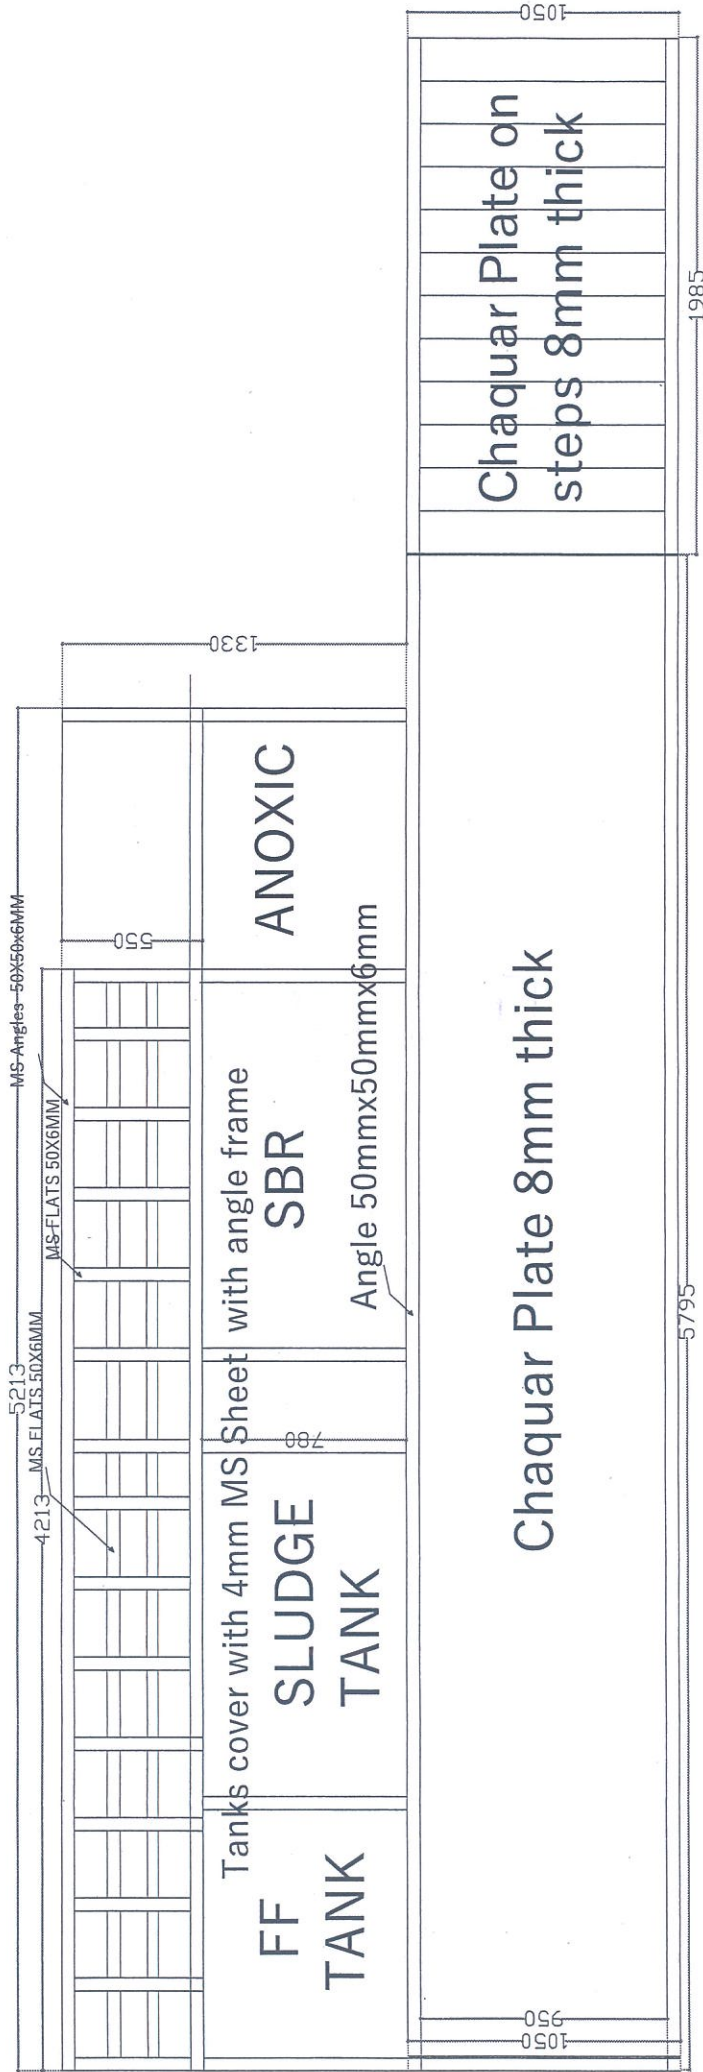 5213
MS Angles 50X50x6MM
4213
MS FLATS 50X6MM
MS FLATS 50X6MM
550
1330
Tanks cover with 4mm MS Sheet with angle frame
FF
TANK
SLUDGE
TANK
780
SBR
ANOXIC
Angle 50mmx50mmx6mm
1050
950
Chaquar Plate 8mm thick
5795
Chaquar Plate on
steps 8mm thick
1050
1985